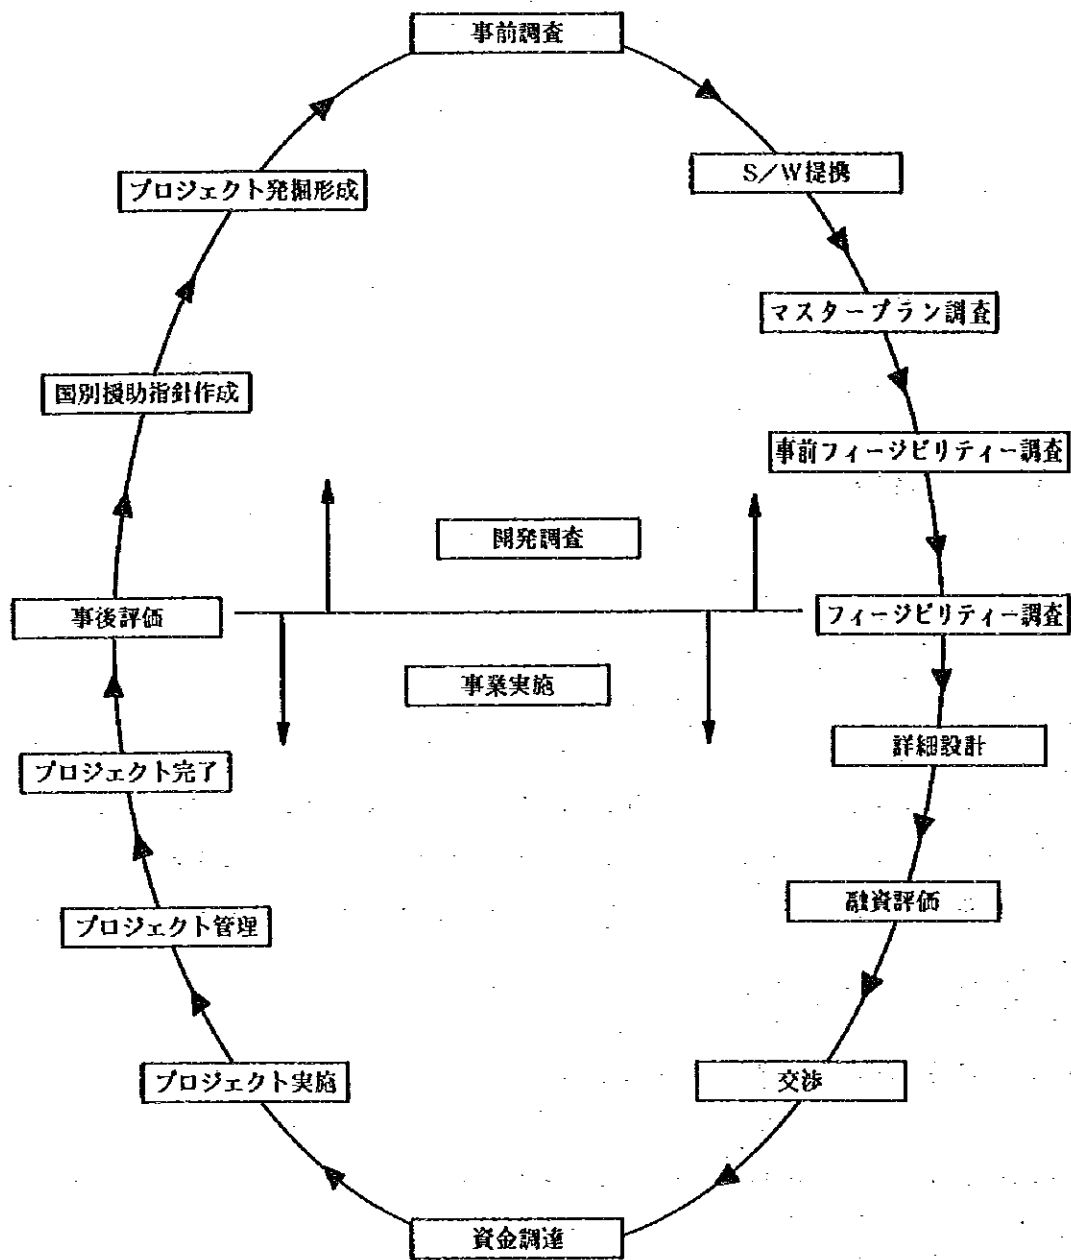 事前調査
S/W提携
プロジェクト発掘形成
マスタープラン調査
国別援助指針作成
事前フィージビリティー調査
開発調査
事後評価
フィージビリティー調査
事業実施
詳細設計
プロジェクト完了
融資評価
プロジェクト管理
プロジェクト実施
交渉
資金調達